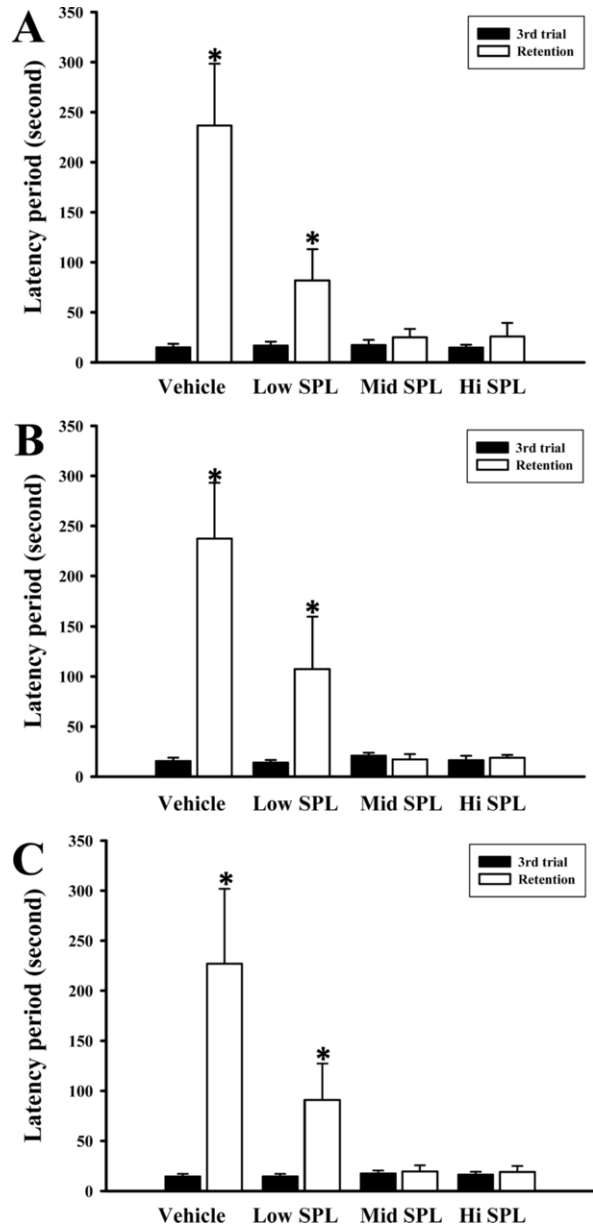 A
3rd trial
Retention
Latency period (second)
350
300
250
200
150
100
50
0
*
*
Vehicle Low SPL Mid SPL Hi SPL
B
3rd trial
Retention
Latency period (second)
350
300
250
200
150
100
50
0
*
*
Vehicle Low SPL Mid SPL Hi SPL
C
3rd trial
Retention
Latency period (second)
350
300
250
200
150
100
50
0
*
*
Vehicle Low SPL Mid SPL Hi SPL